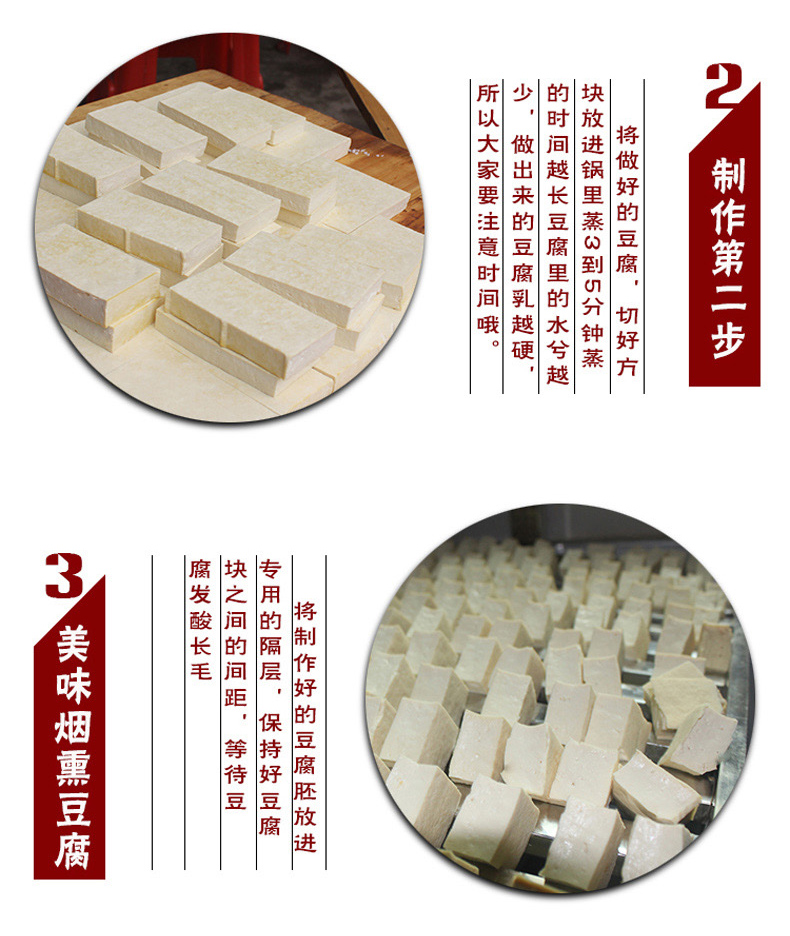 2
制作第二步
将做好的豆腐，切好方
块放进锅里蒸3到5分钟蒸
的时间越长豆腐里的水兮越
少，做出来的豆腐乳越硬，
所以大家要注意时间哦。
3
美味烟熏豆腐
将制作好的豆腐胚放进
专用的隔层，保持好豆腐
块之间的间距，等待豆
腐发酸长毛